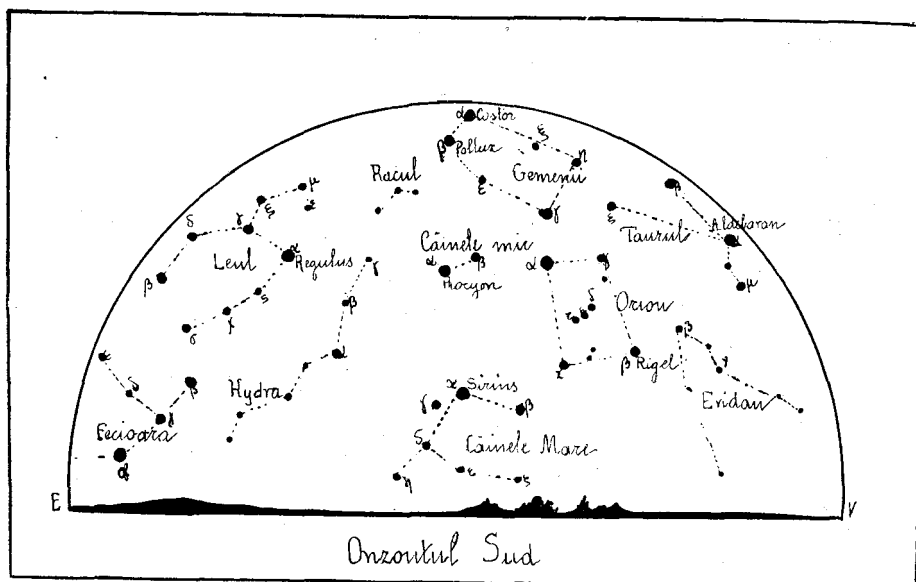 α Castor
β Pollux
ξ
η
Gemenii
ε
γ
Racul
μ
ε
ξ
γ
δ
β
Leul
α
Regulus
Câinele mic
α
β
Procyon
β
ξ
Taurul
Aldebaran
α
μ
α
γ
δ
ε
Orion
β Rigel
β
γ
Eridan
γ
β
α
Hydra
ε
δ
β
γ
Fecioara
α
α Sirius
γ
β
δ
Câinele Mare
η
ε
E
V
Orizontul Sud